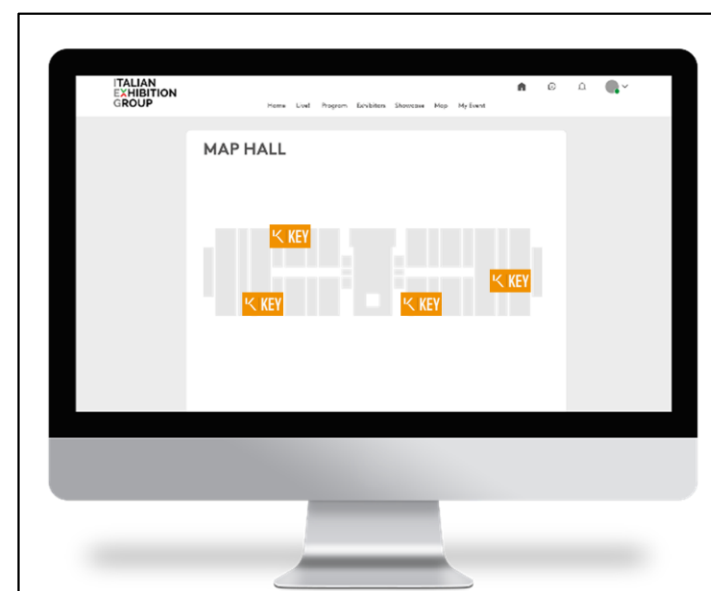 ITALIAN
EXHIBITION
GROUP
Home Live! Program Exhibitors Showcase Map My Event
MAP HALL
KEY
KEY
KEY
KEY